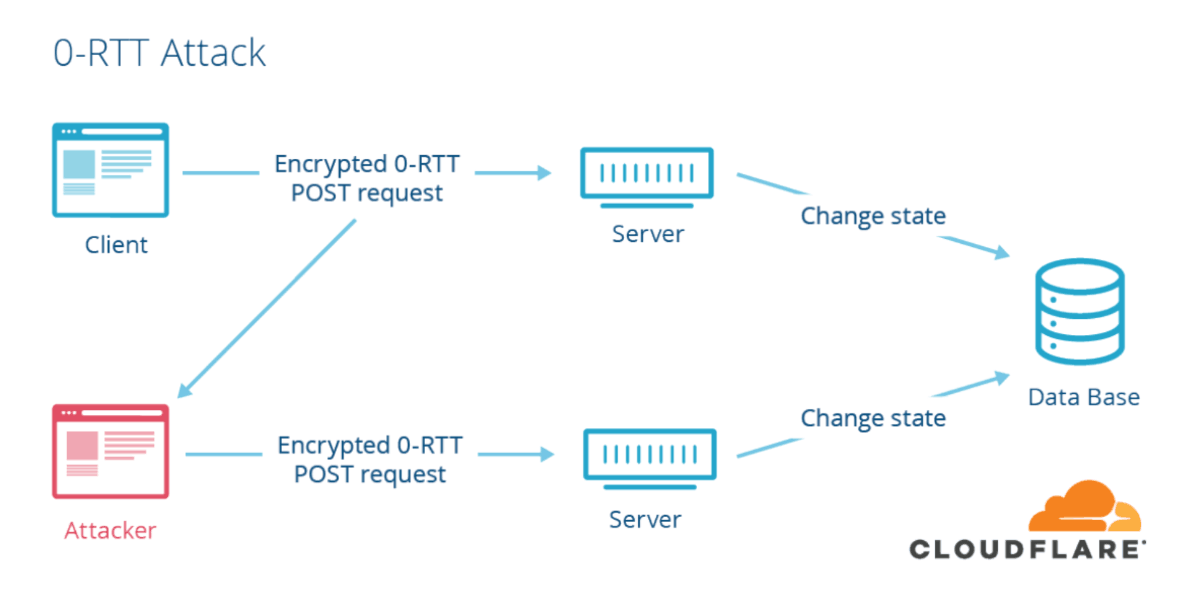 0-RTT Attack
Encrypted 0-RTT
POST request
Client
Server
Change state
Data Base
Encrypted 0-RTT
POST request
Attacker
Server
Change state
CLOUDFLARE